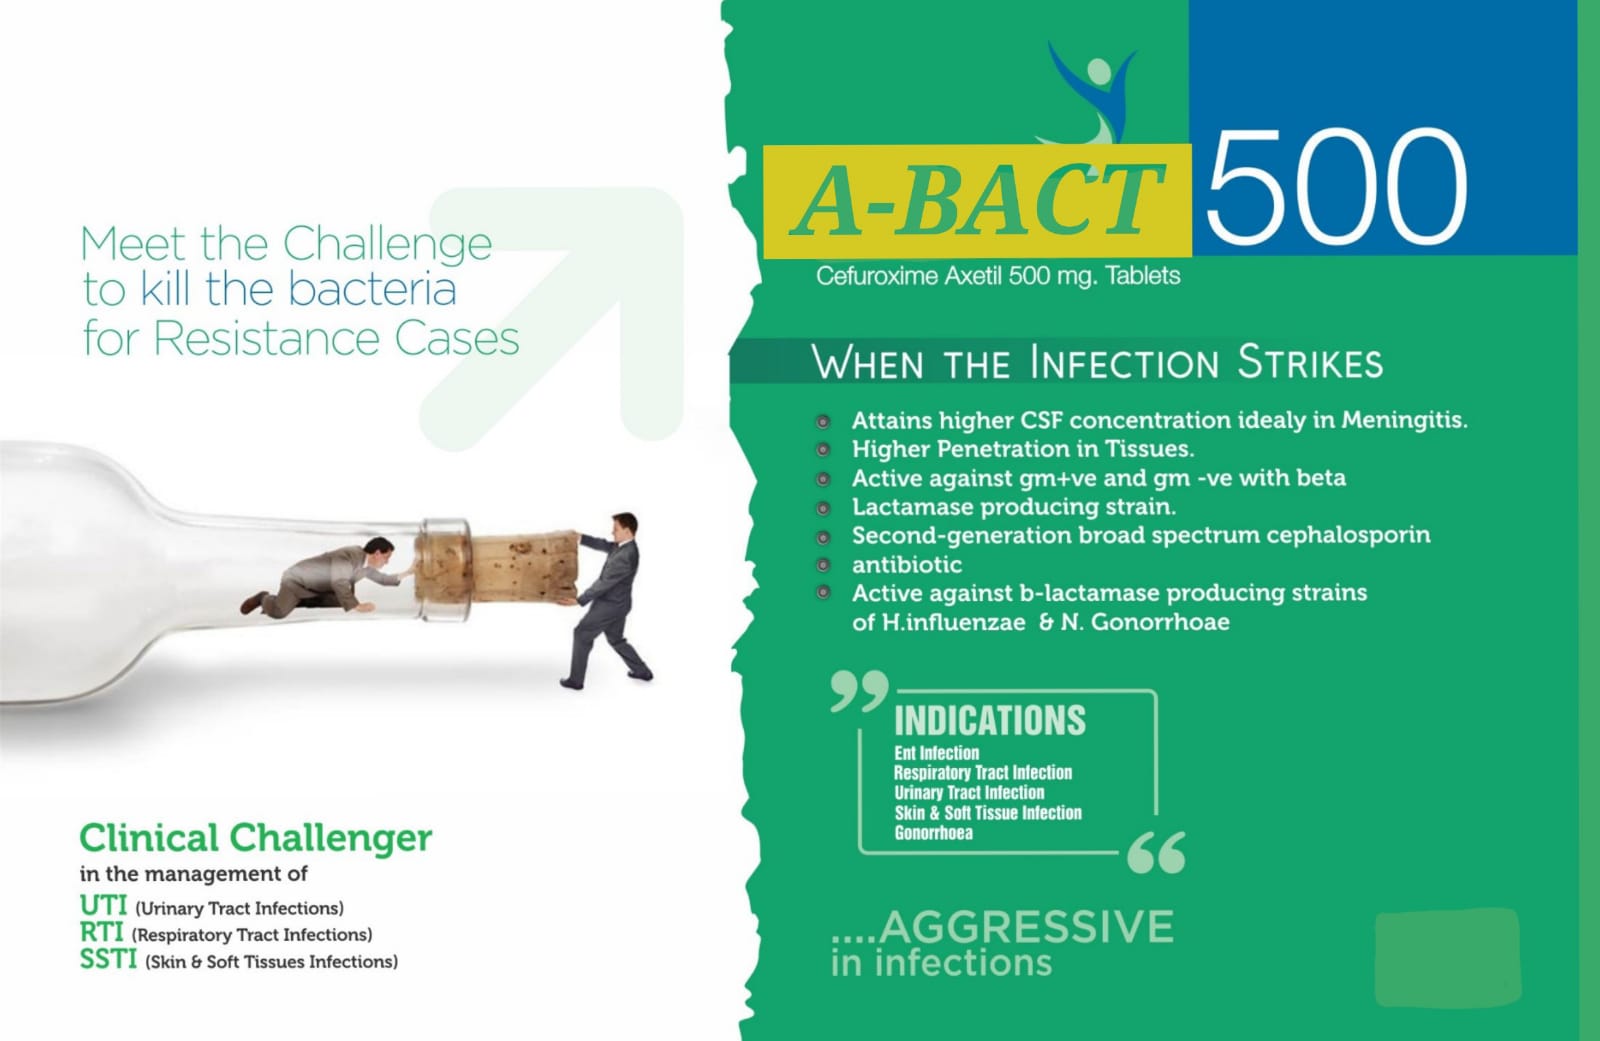 Meet the Challenge
to kill the bacteria
for Resistance Cases
Clinical Challenger
in the management of
UTI (Urinary Tract Infections)
RTI (Respiratory Tract Infections)
SSTI (Skin & Soft Tissues Infections)
A-BACT 500
Cefuroxime Axetil 500 mg. Tablets
WHEN THE INFECTION STRIKES
Attains higher CSF concentration idealy in Meningitis.
Higher Penetration in Tissues.
Active against gm+ve and gm -ve with beta
Lactamase producing strain.
Second-generation broad spectrum cephalosporin
antibiotic
Active against b-lactamase producing strains
of H.influenzae & N. Gonorrhoae
INDICATIONS
Ent Infection
Respiratory Tract Infection
Urinary Tract Infection
Skin & Soft Tissue Infection
Gonorrhoea
....AGGRESSIVE
in infections